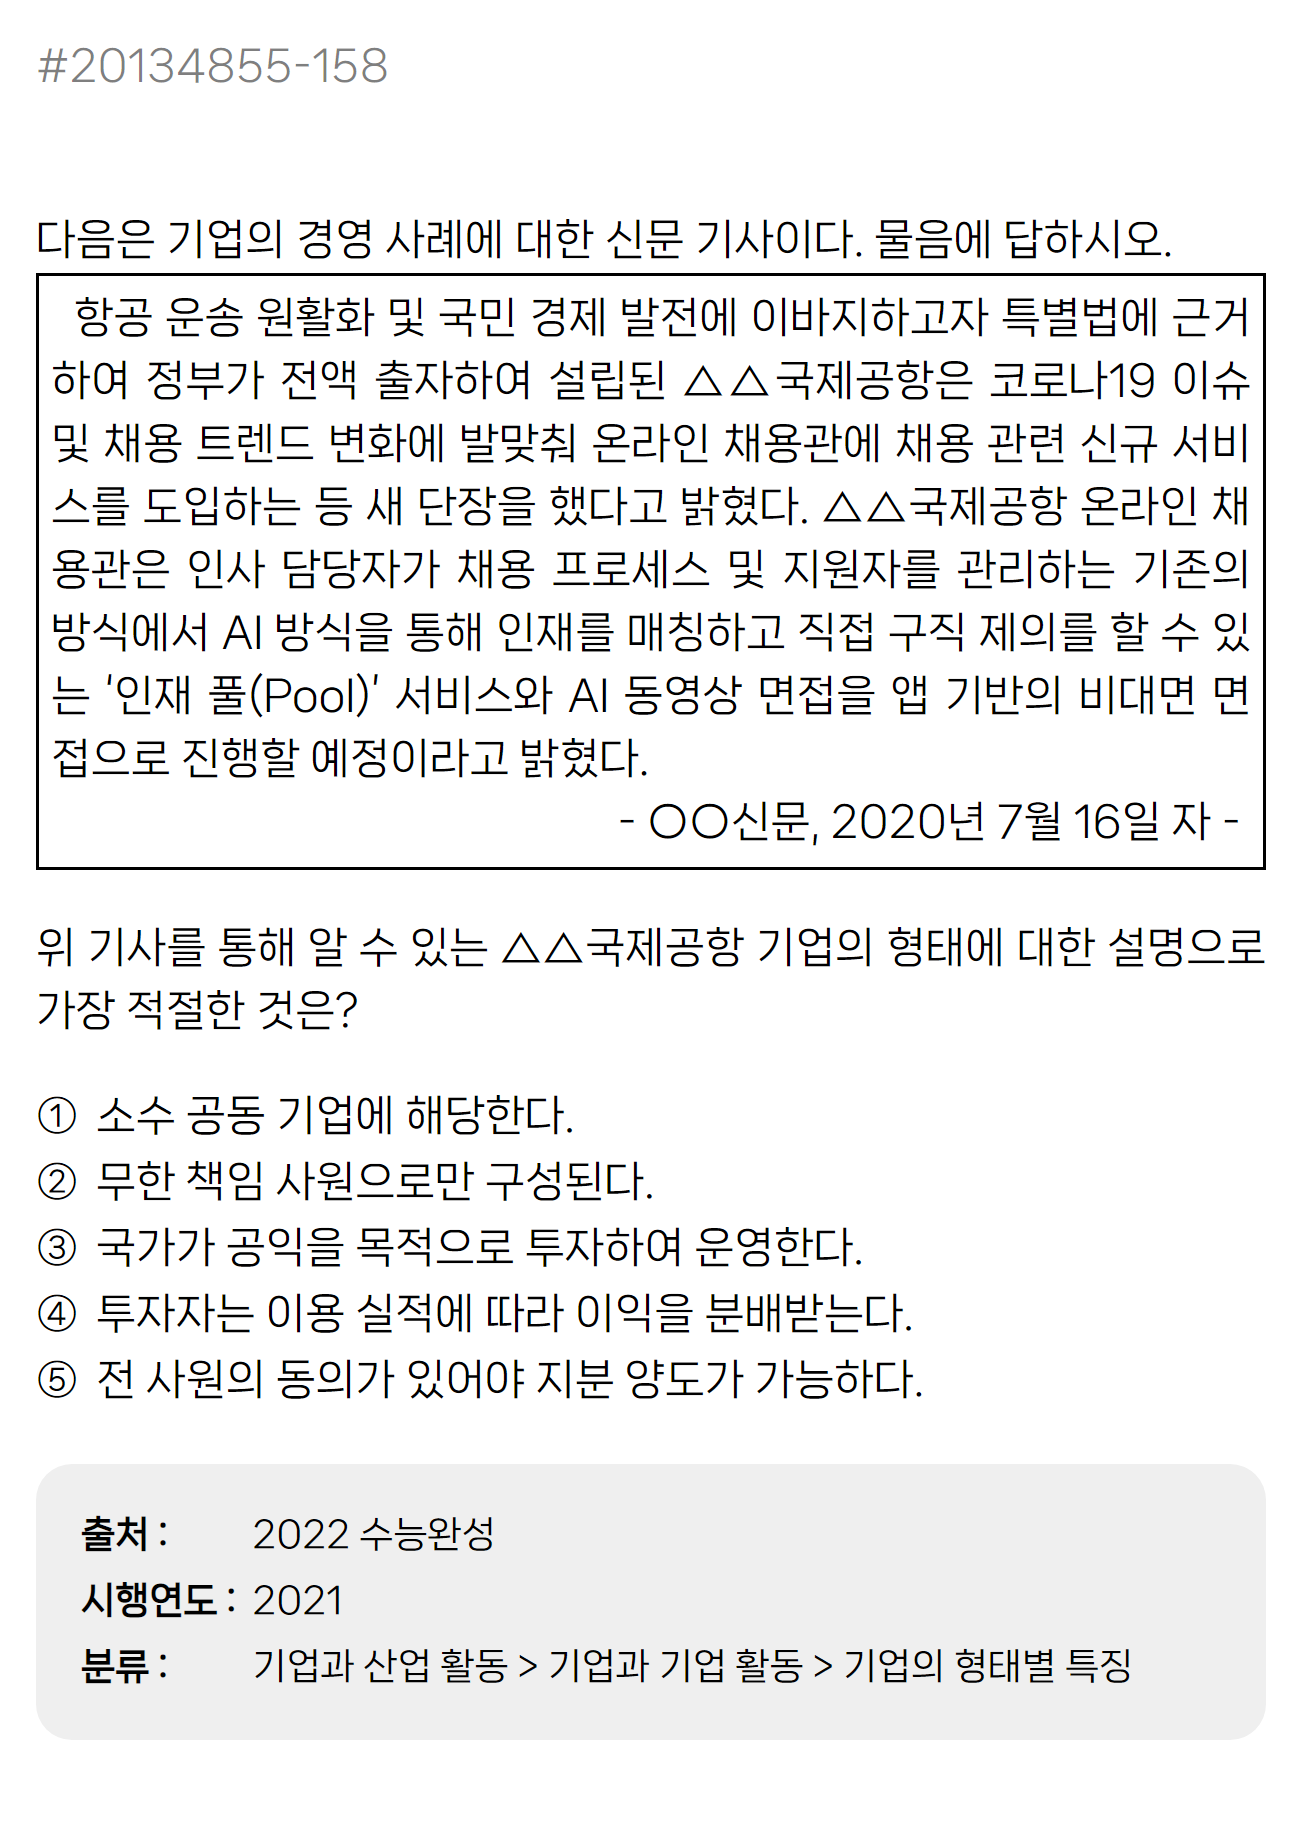 #20134855-158
다음은 기업의 경영 사례에 대한 신문 기사이다. 물음에 답하시오.
항공 운송 원활화 및 국민 경제 발전에 이바지하고자 특별법에 근거
하여 정부가 전액 출자하여 설립된 △△국제공항은 코로나19 이슈
및 채용 트렌드 변화에 발맞춰 온라인 채용관에 채용 관련 신규 서비
스를 도입하는 등 새 단장을 했다고 밝혔다. △△국제공항 온라인 채
용관은 인사 담당자가 채용 프로세스 및 지원자를 관리하는 기존의
방식에서 AI 방식을 통해 인재를 매칭하고 직접 구직 제의를 할 수 있
는 ‘인재 풀(Pool)’ 서비스와 AI 동영상 면접을 앱 기반의 비대면 면
접으로 진행할 예정이라고 밝혔다.
- ○○신문, 2020년 7월 16일 자 -
위 기사를 통해 알 수 있는 △△국제공항 기업의 형태에 대한 설명으로
가장 적절한 것은?
① 소수 공동 기업에 해당한다.
② 무한 책임 사원으로만 구성된다.
③ 국가가 공익을 목적으로 투자하여 운영한다.
④ 투자자는 이용 실적에 따라 이익을 분배받는다.
⑤ 전 사원의 동의가 있어야 지분 양도가 가능하다.
출처 : 2022 수능완성
시행연도 : 2021
분류 : 기업과 산업 활동 > 기업과 기업 활동 > 기업의 형태별 특징